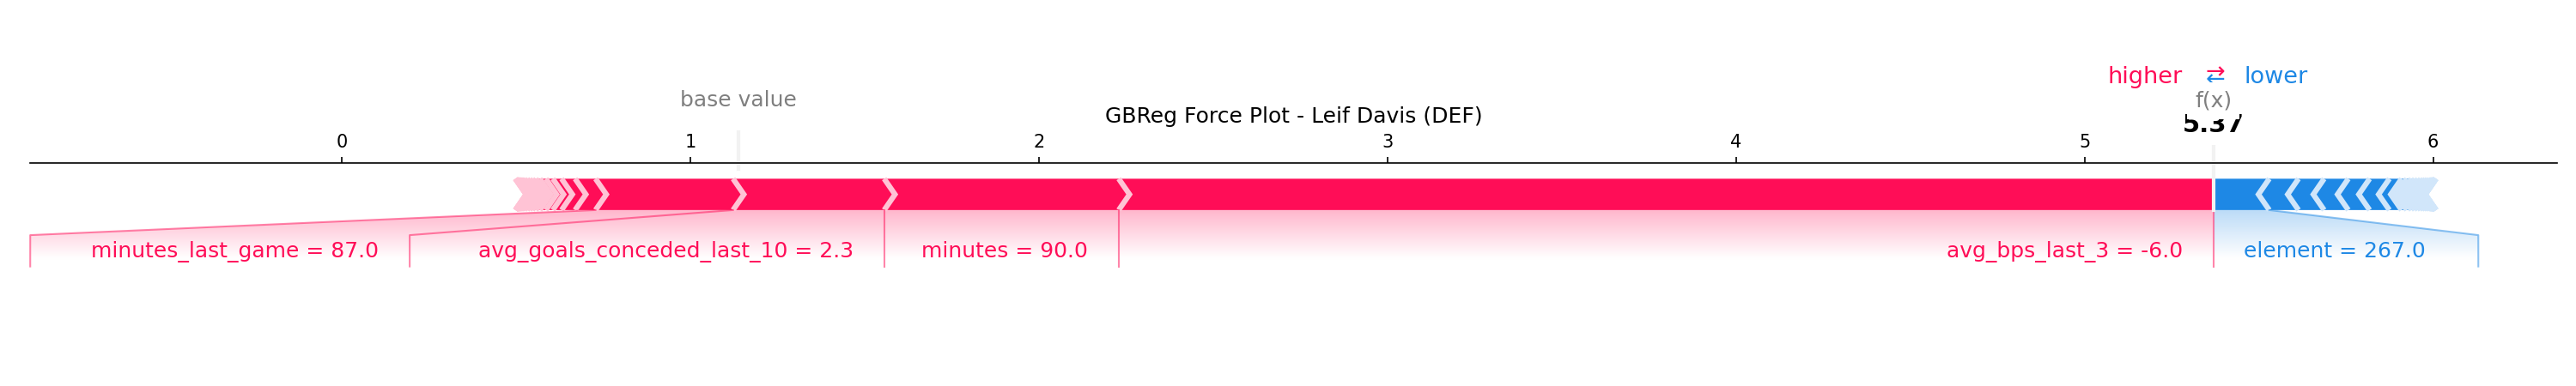 higher ⇄ lower
base value
f(x)
GBReg Force Plot - Leif Davis (DEF)
5.37
0 1 2 3 4 5 6
minutes_last_game = 87.0 avg_goals_conceded_last_10 = 2.3 minutes = 90.0 avg_bps_last_3 = -6.0 element = 267.0